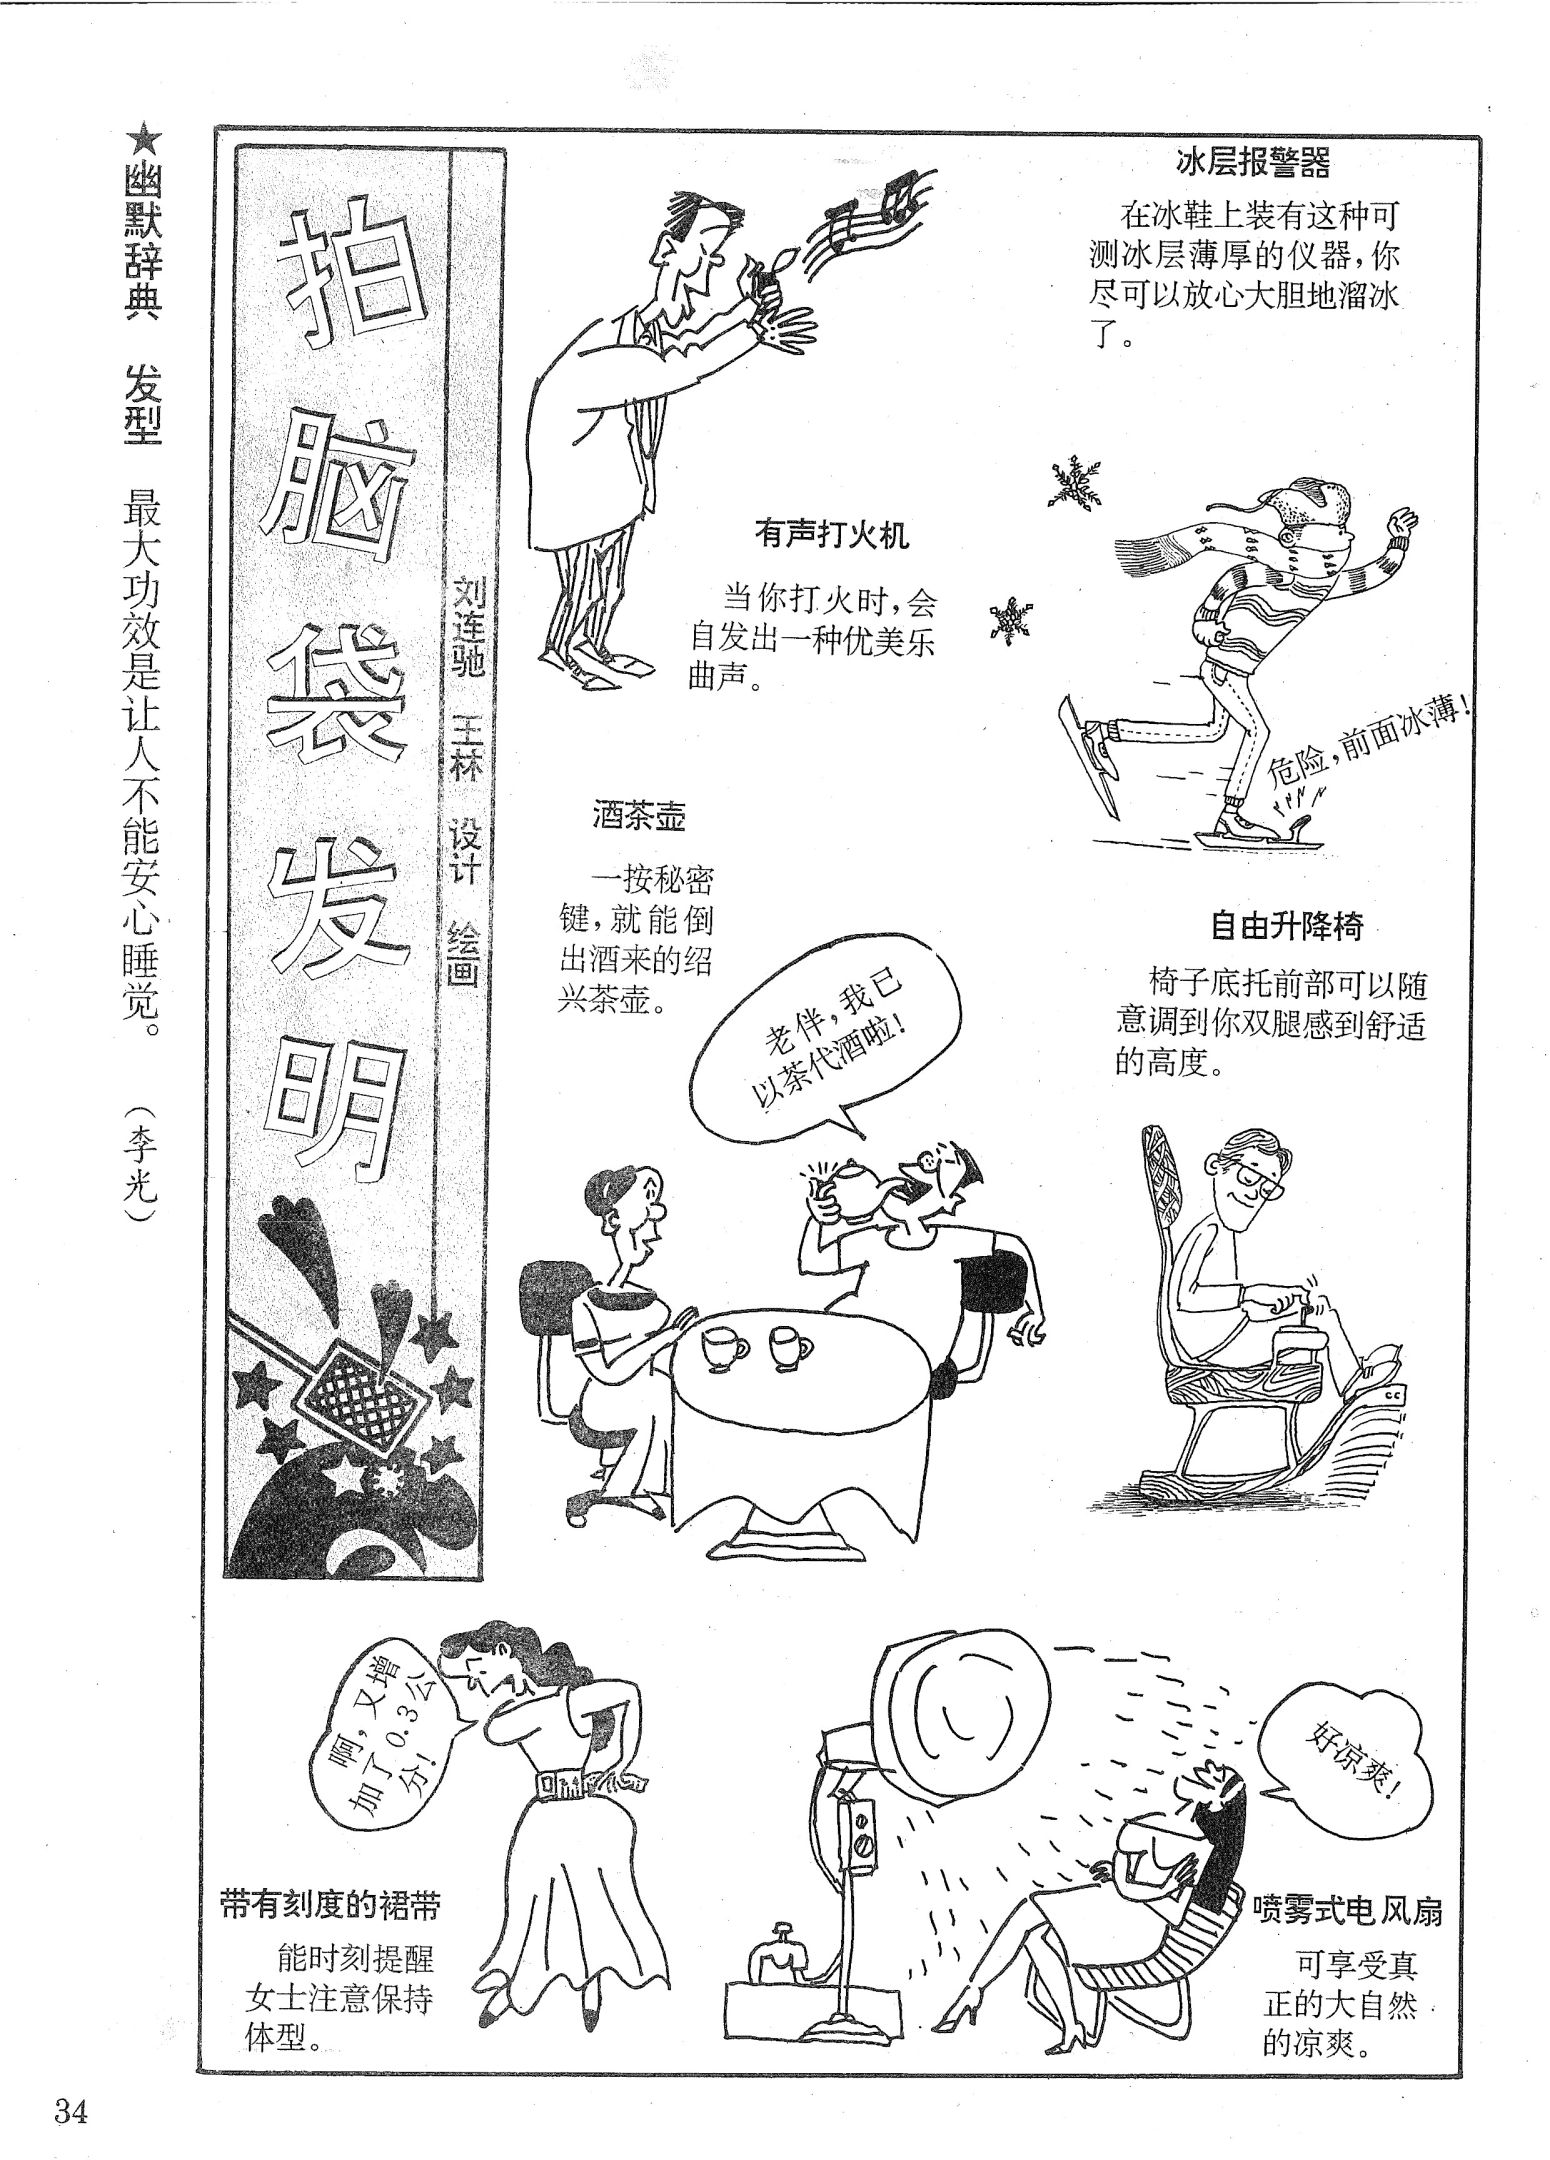 ★幽默辞典 发型 最大功效是让人不能安心睡觉。 (李光)
拍脑袋发明
刘连驰 王林 设计 绘画
有声打火机
当你打火时，会
自发出一种优美乐
曲声。
冰层报警器
在冰鞋上装有这种可
测冰层薄厚的仪器，你
尽可以放心大胆地溜冰
了。
危险，前面冰薄！
酒茶壶
一按秘密
键，就能倒
出酒来的绍
兴茶壶。
老伴，我已
以茶代酒啦！
自由升降椅
椅子底托前部可以随
意调到你双腿感到舒适
的高度。
啊，又增
加了0.3公
分！
带有刻度的裙带
能时刻提醒
女士注意保持
体型。
好凉爽！
喷雾式电风扇
可享受真
正的大自然
的凉爽。
34